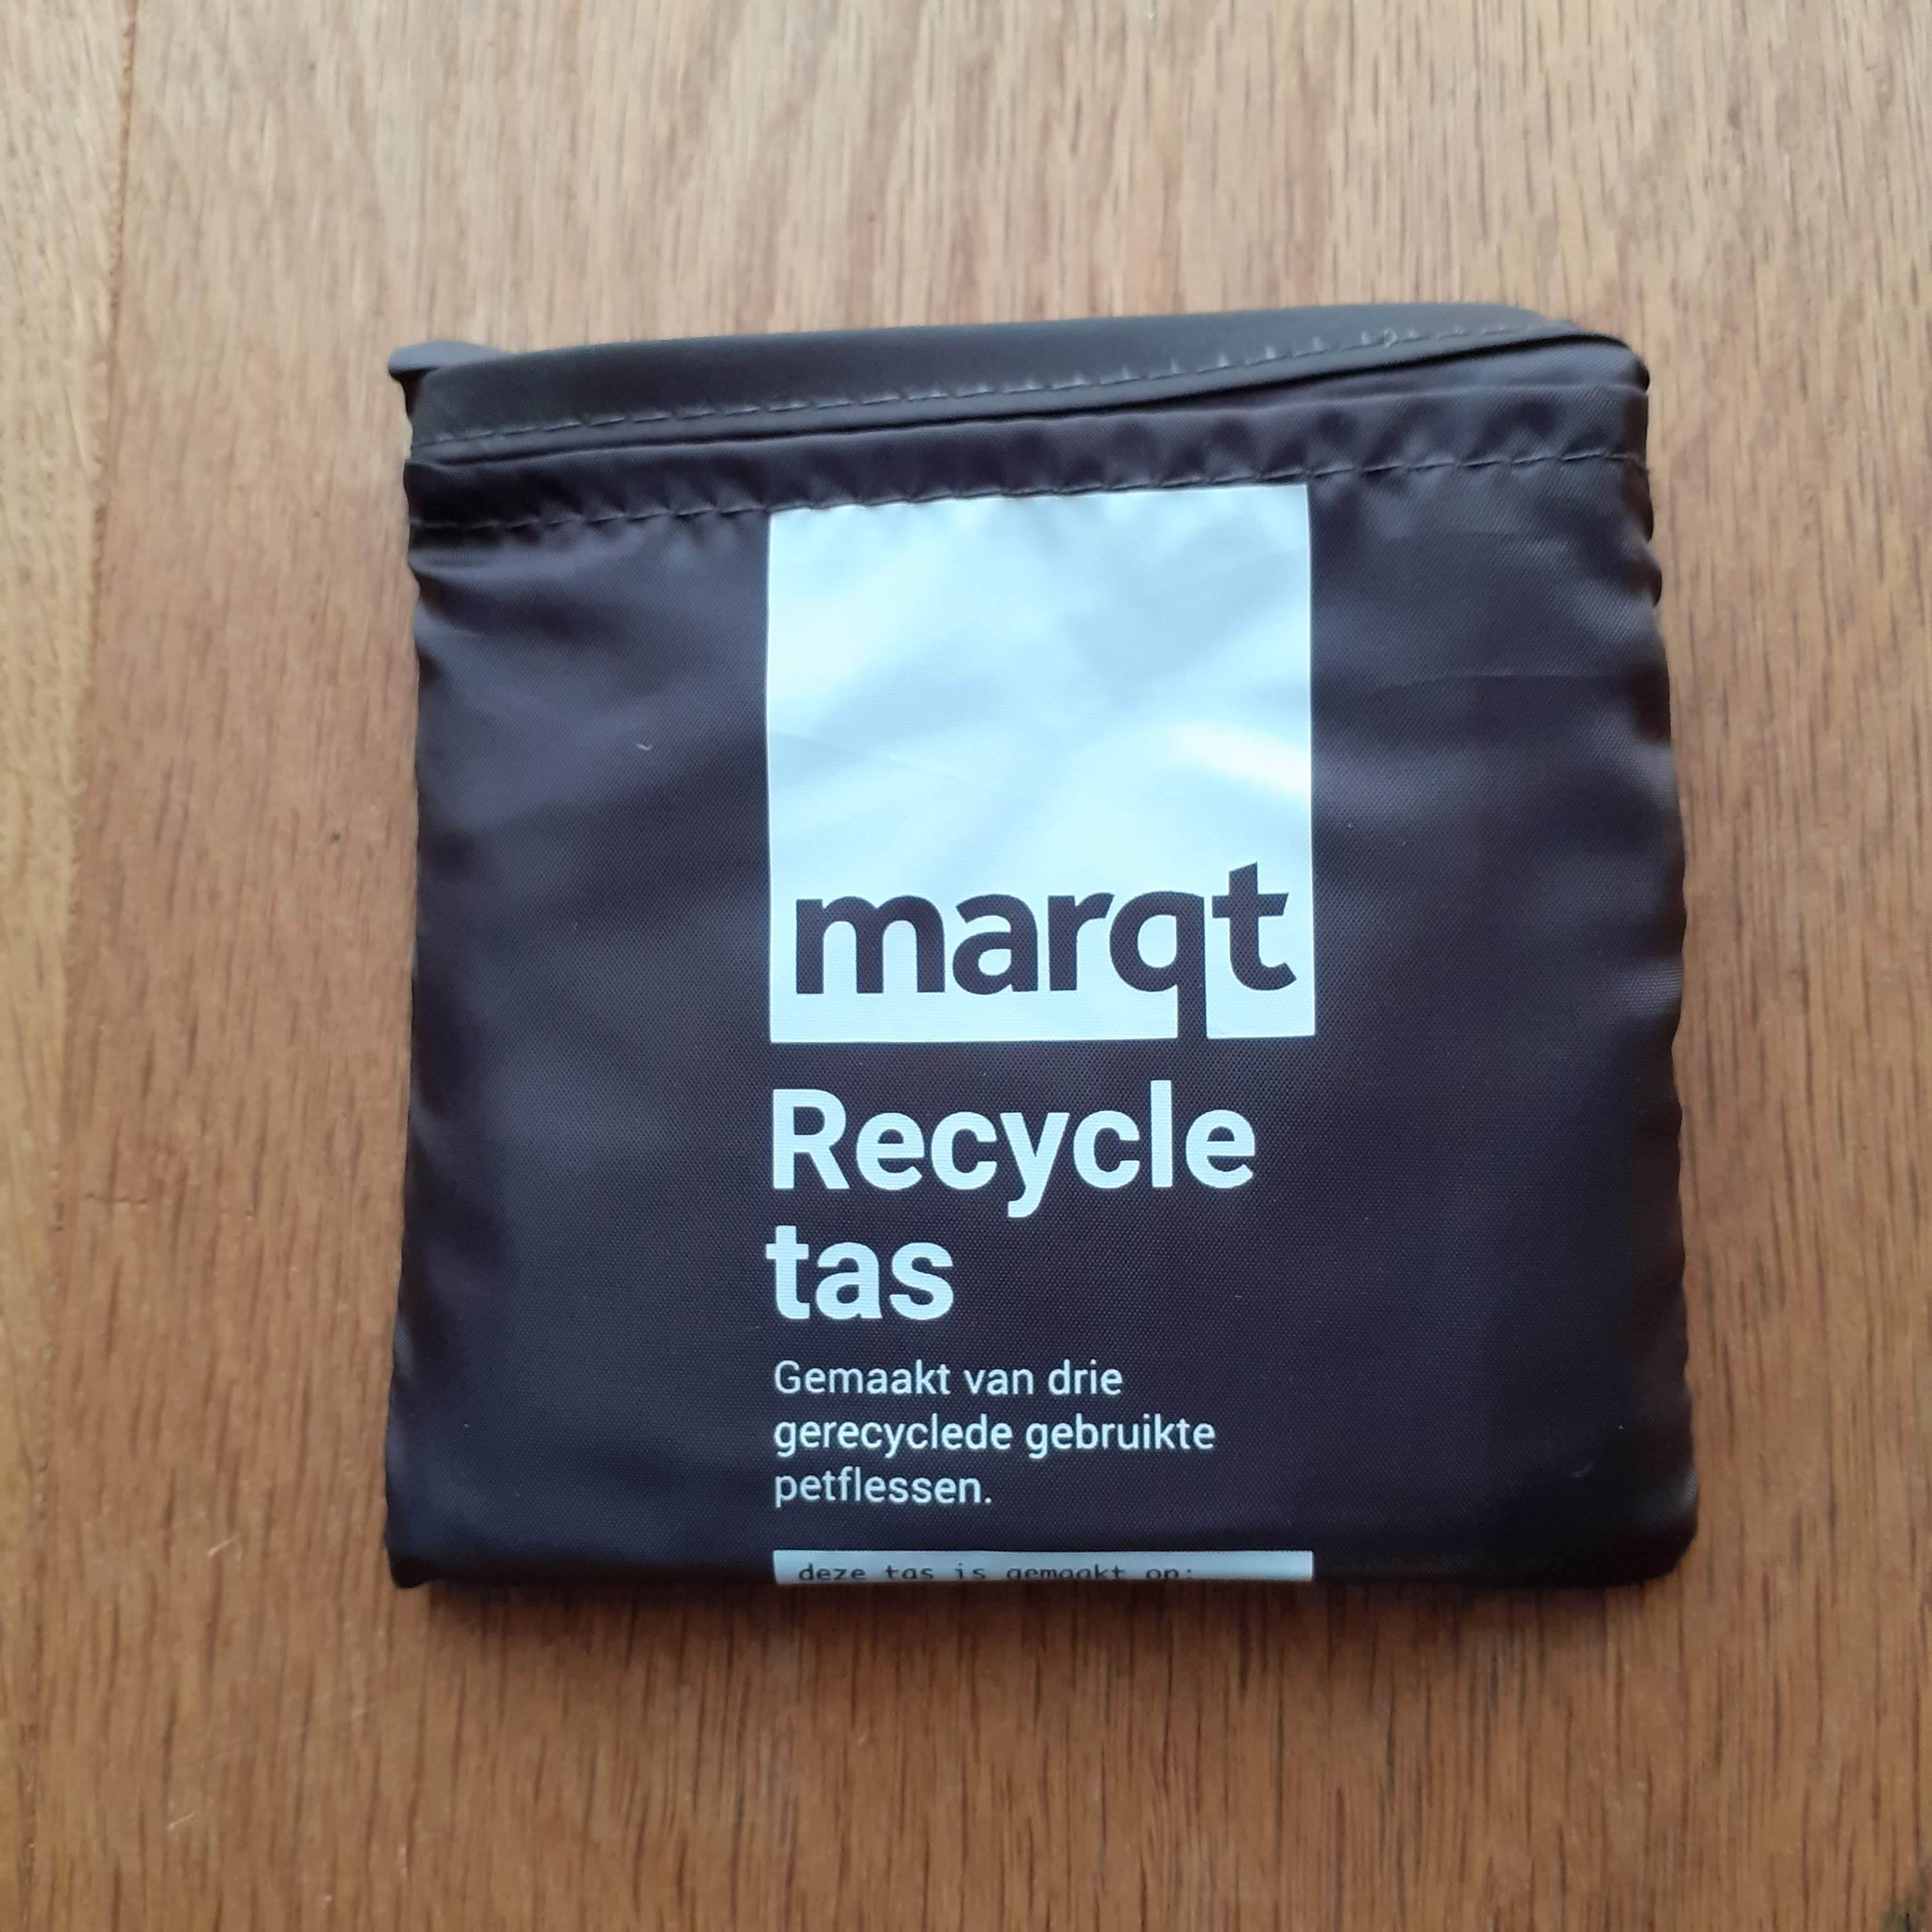 marqt
Recycle
tas
Gemaakt van drie
gerecyclede gebruikte
petflessen.
deze tas is gemaakt op: